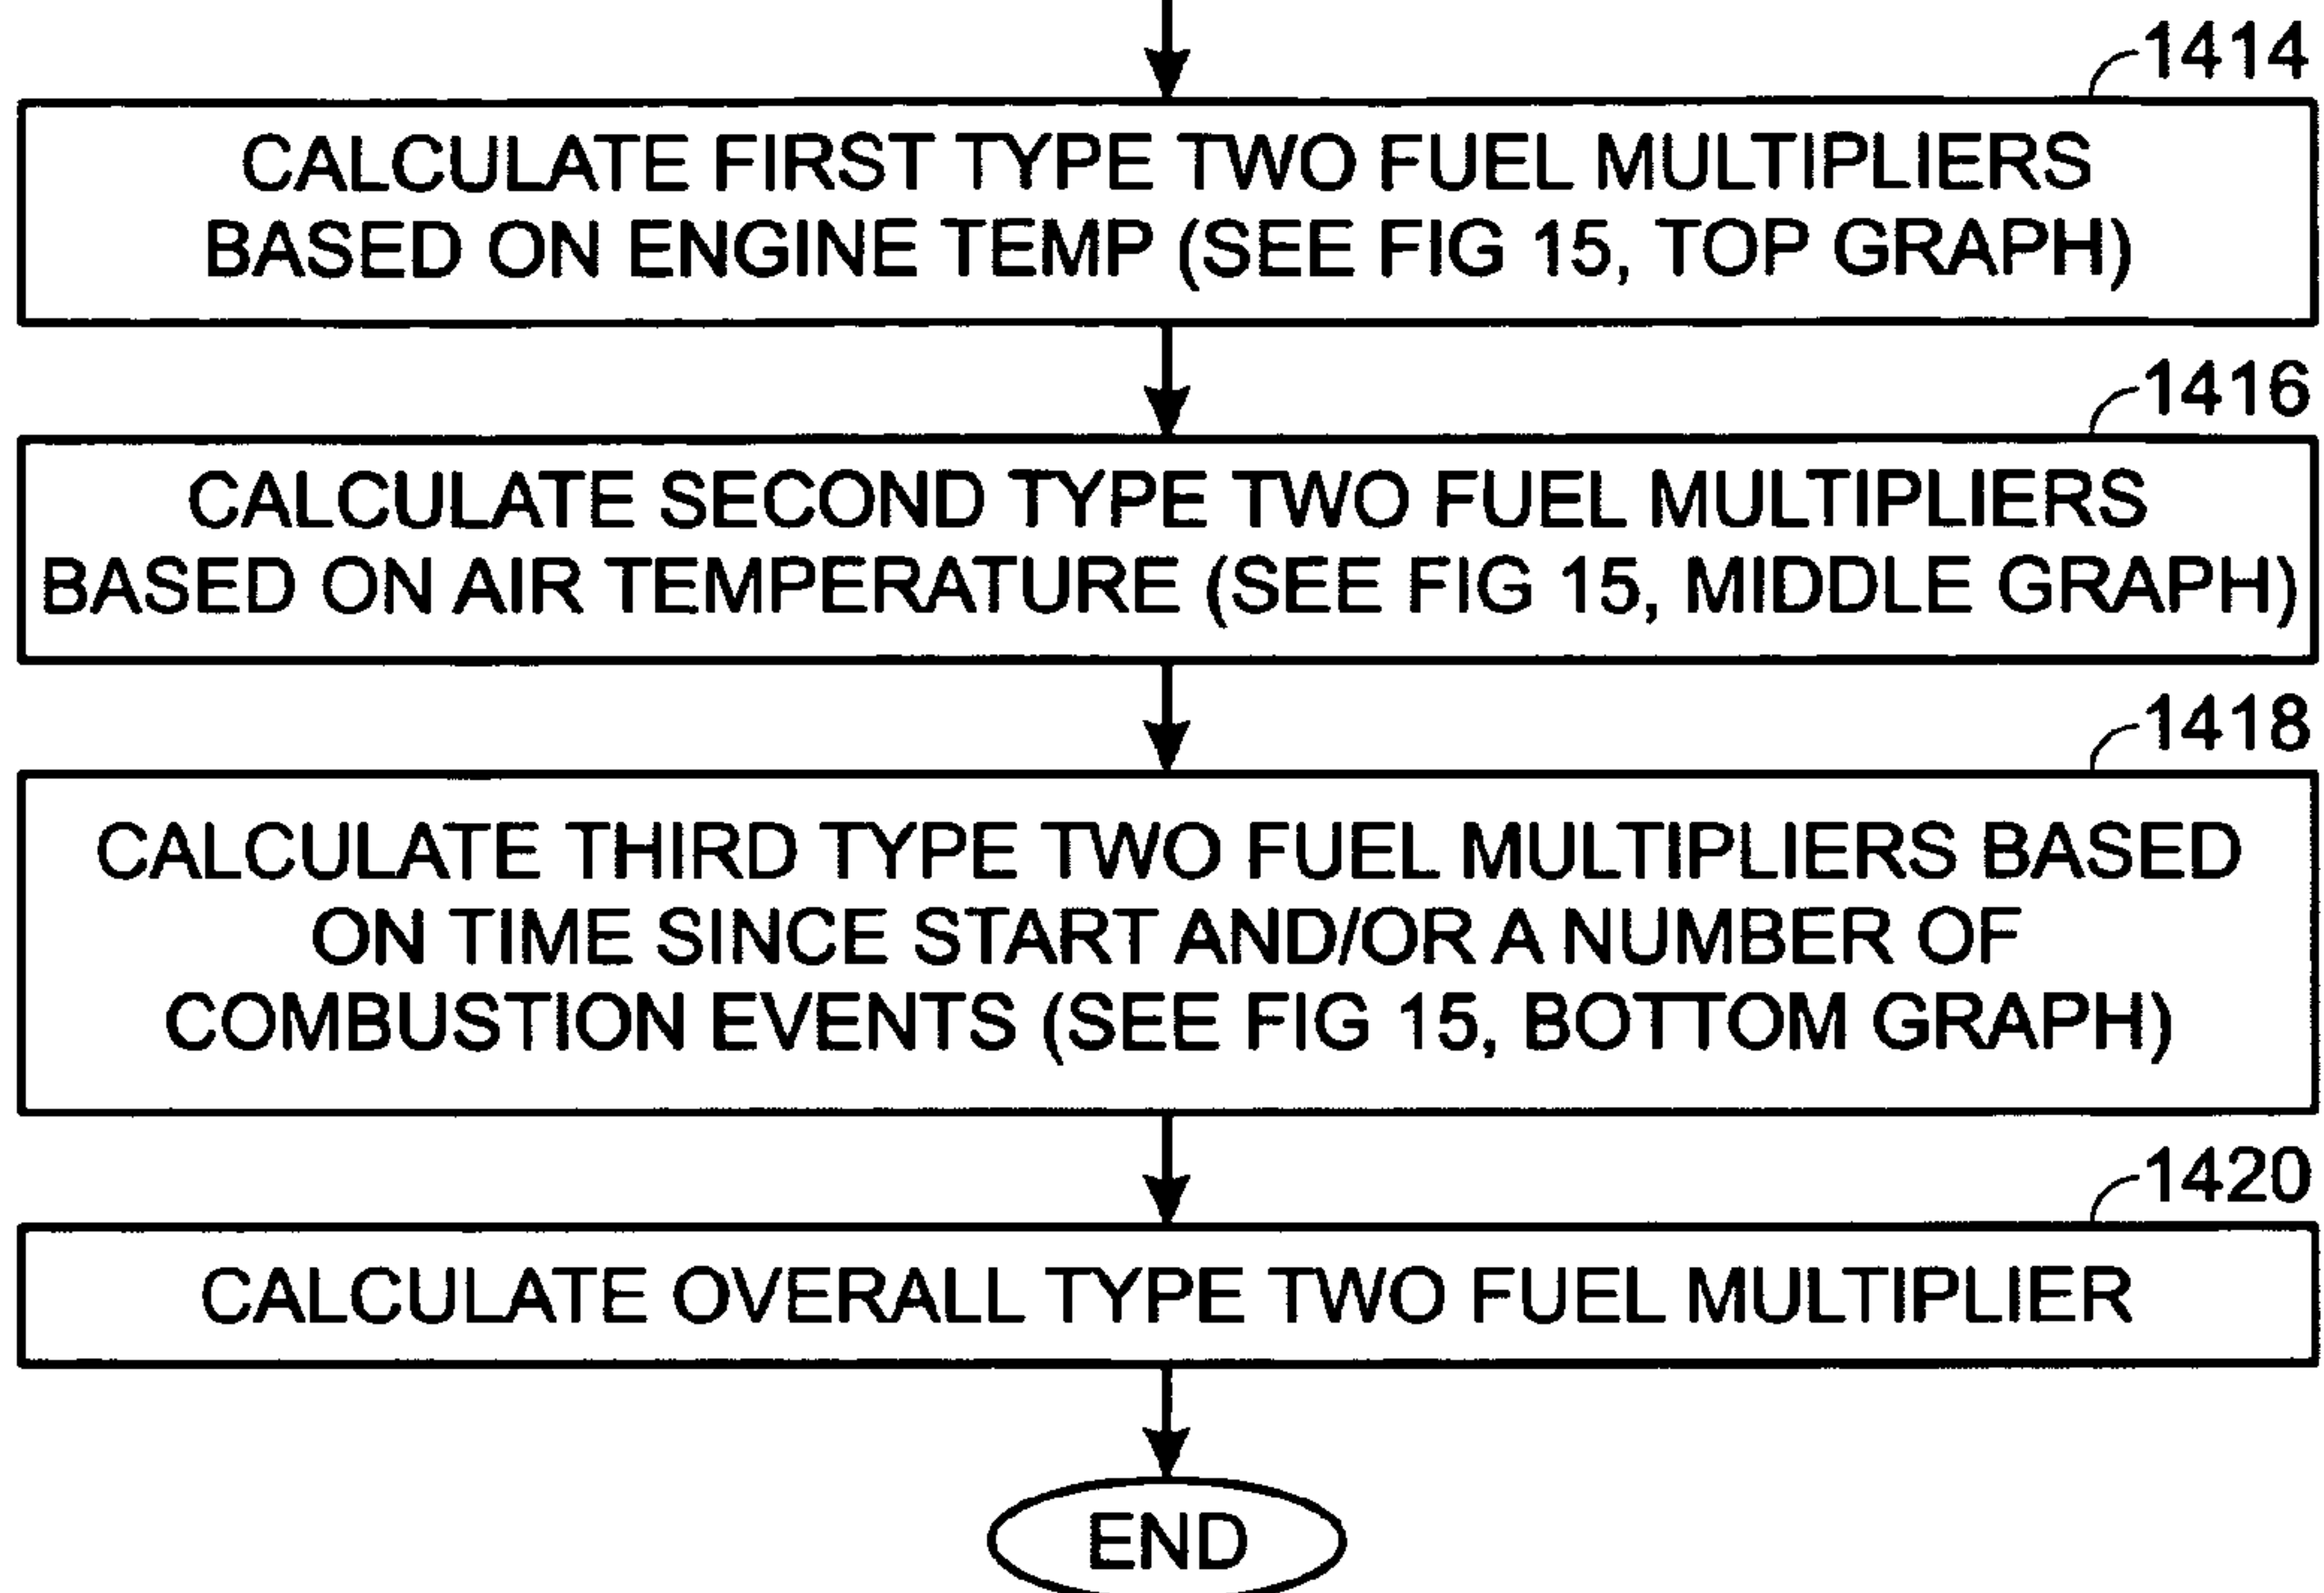 1414
CALCULATE FIRST TYPE TWO FUEL MULTIPLIERS
BASED ON ENGINE TEMP (SEE FIG 15, TOP GRAPH)
1416
CALCULATE SECOND TYPE TWO FUEL MULTIPLIERS
BASED ON AIR TEMPERATURE (SEE FIG 15, MIDDLE GRAPH)
1418
CALCULATE THIRD TYPE TWO FUEL MULTIPLIERS BASED
ON TIME SINCE START AND/OR A NUMBER OF
COMBUSTION EVENTS (SEE FIG 15, BOTTOM GRAPH)
1420
CALCULATE OVERALL TYPE TWO FUEL MULTIPLIER
END